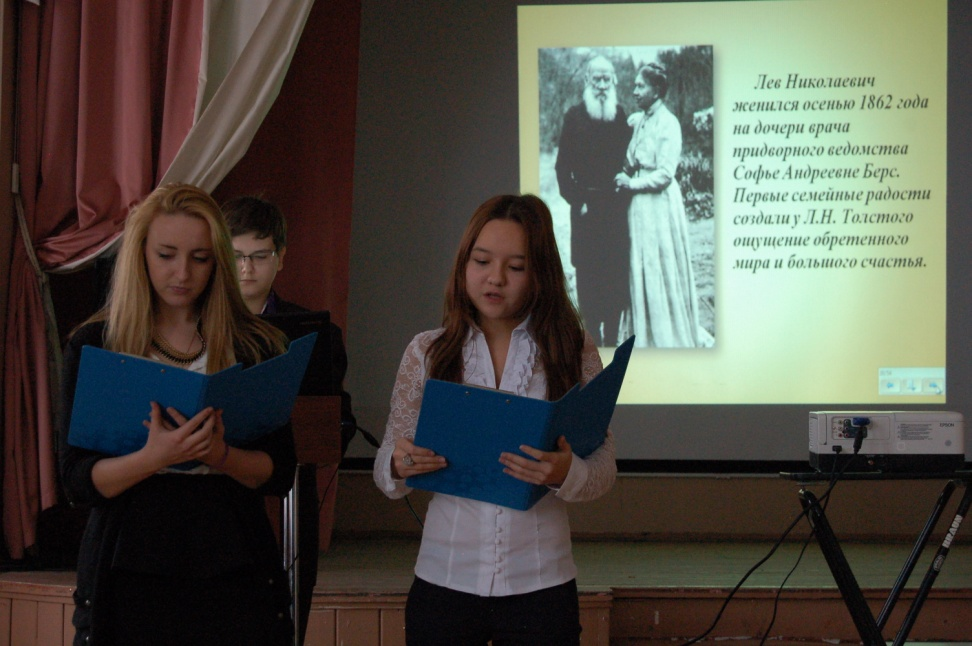 Лев Николаевич
женился осенью 1862 года
на дочери врача
придворного ведомства
Софье Андреевне Берс.
Первые семейные радости
создали у Л.Н. Толстого
ощущение обретенного
мира и большого счастья.
EPSON